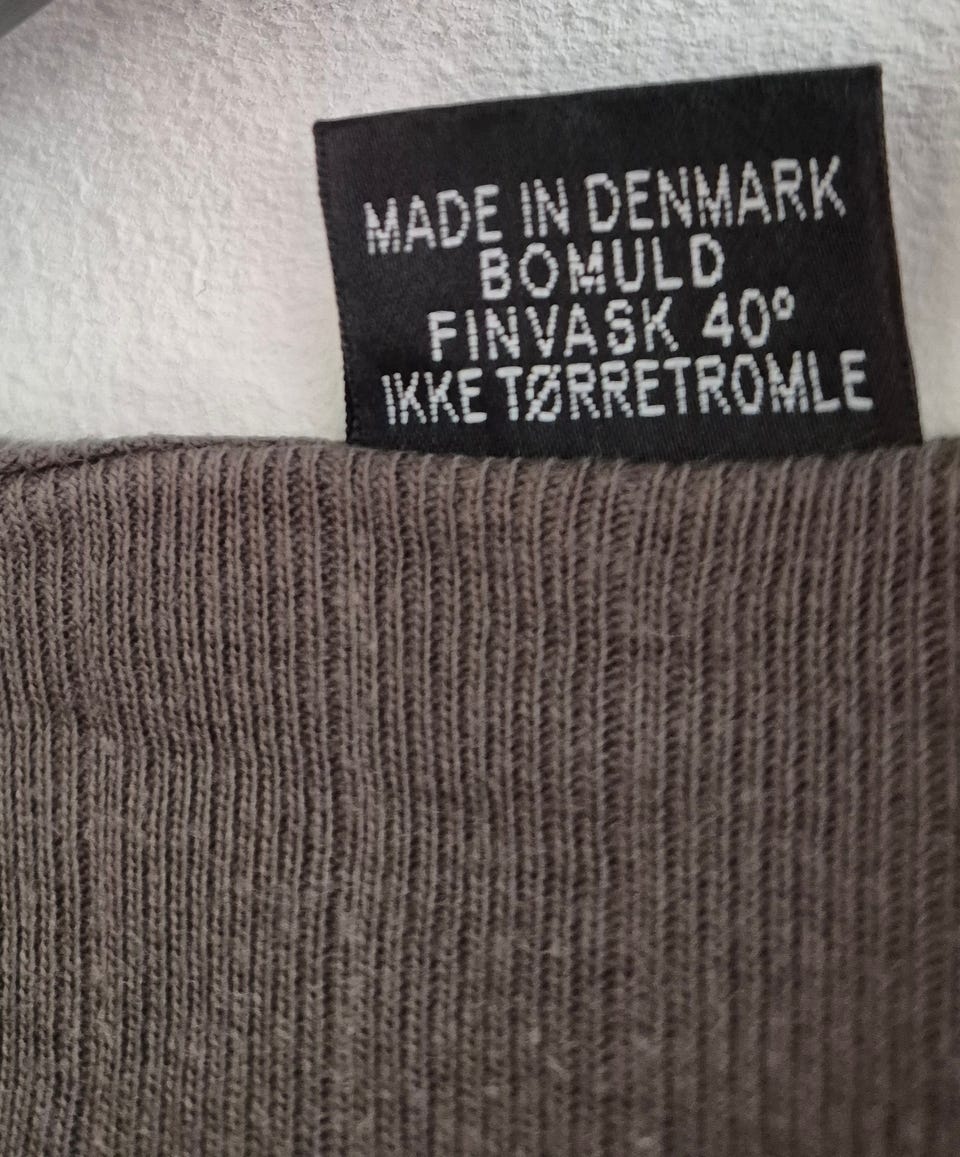 MADE IN DENMARK
BOMULD
FINVASK 40°
IKKE TØRRETROMLE